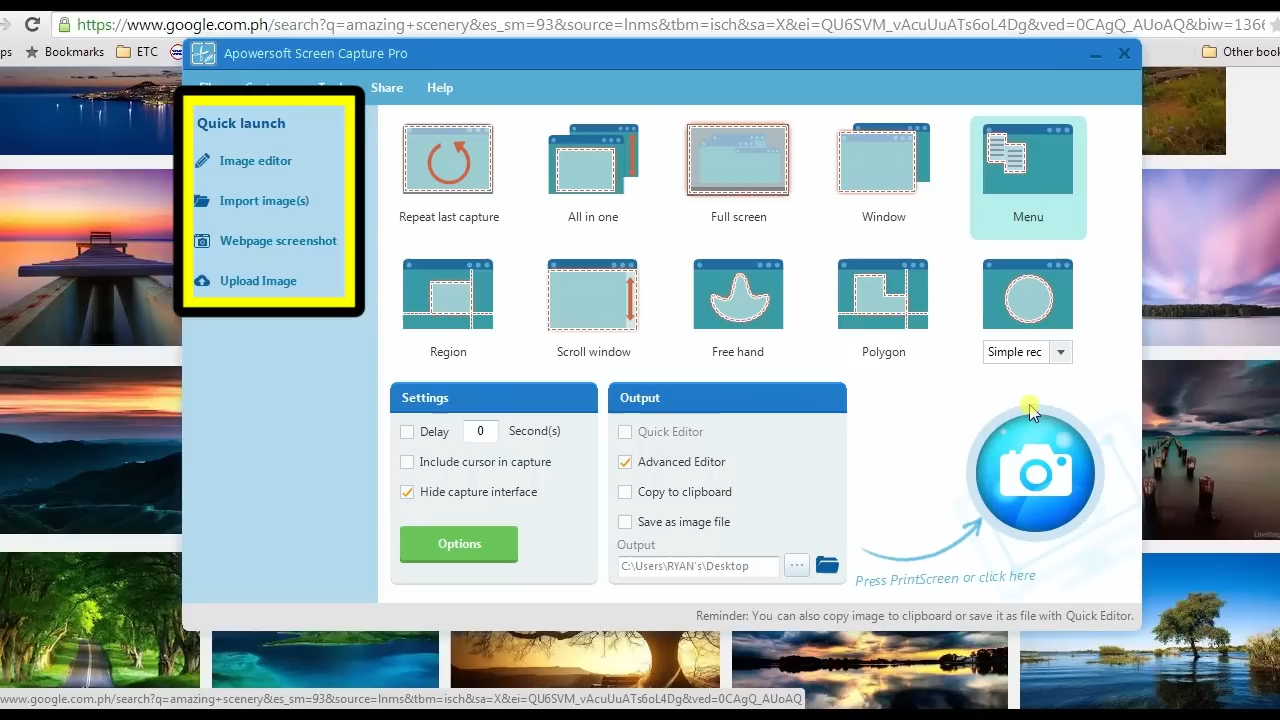 https://www.google.com.ph/search?q=amazing+scenery&es_sm=93&source=lnms&tbm=isch&sa=X&ei=QU6SVM_vAcuUuATs6oL4Dg&ved=0CAgQ_AUoAQ&biw=136
ps Bookmarks ETC Other book
Apowersoft Screen Capture Pro
Share Help
Quick launch
Image editor
Import image(s)
Webpage screenshot
Upload Image
Repeat last capture All in one Full screen Window Menu
Region Scroll window Free hand Polygon Simple rec
Settings
Delay 0 Second(s)
Include cursor in capture
Hide capture interface
Options
Output
Quick Editor
Advanced Editor
Copy to clipboard
Save as image file
Output
C:\Users\RYAN's\Desktop ...
Press PrintScreen or click here
Reminder: You can also copy image to clipboard or save it as file with Quick Editor.
www.google.com.ph/search?q=amazing+scenery&es_sm=93&source=lnms&tbm=isch&sa=X&ei=QU6SVM_vAcuUuATs6oL4Dg&ved=0CAgQ_AUoAQ